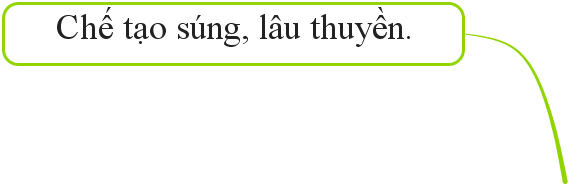 Chế tạo súng, lâu thuyền.